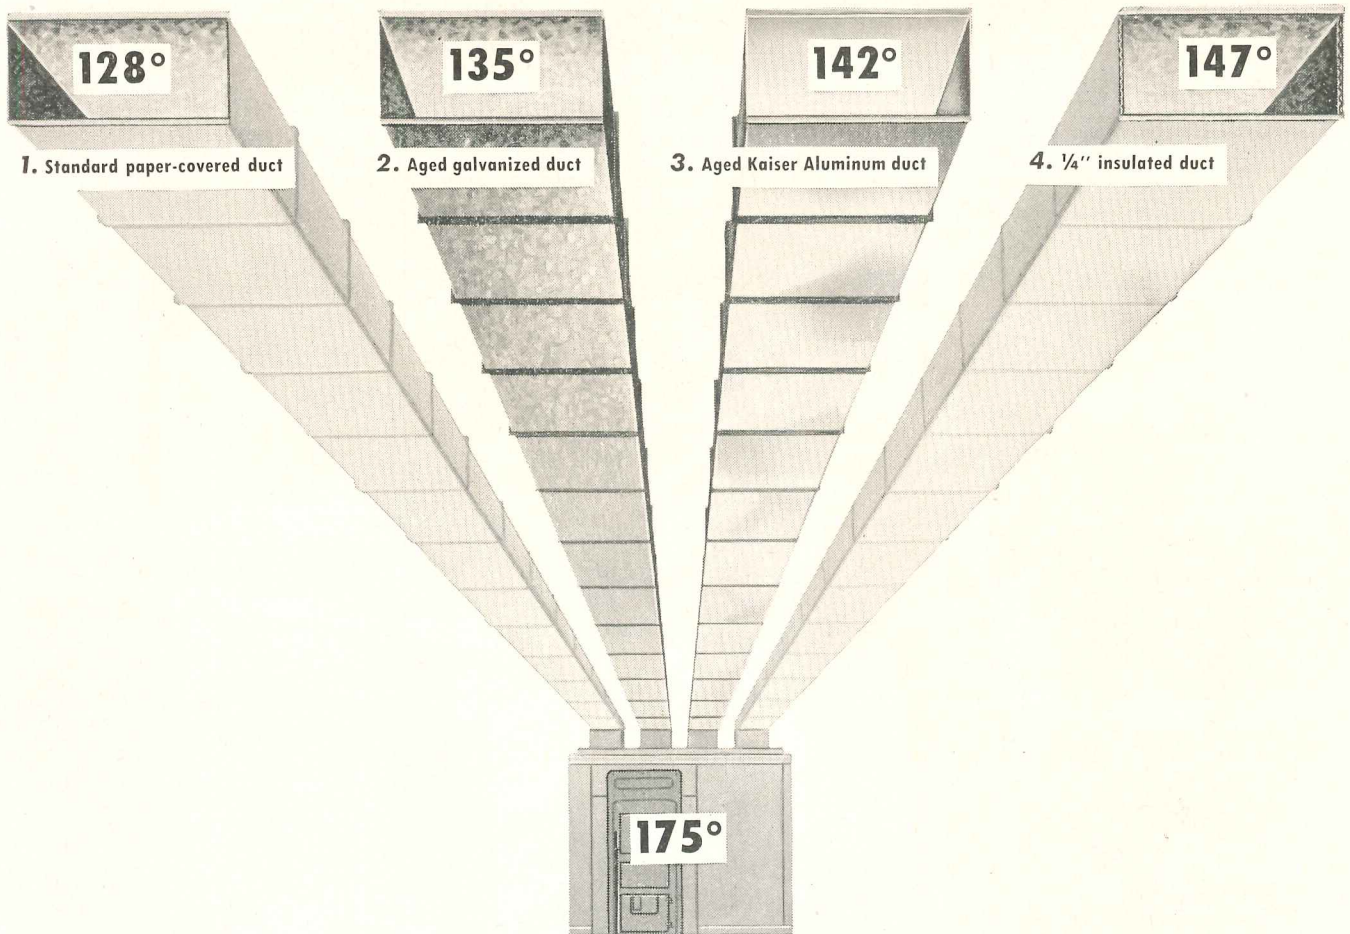 128°
135°
142°
147°
1. Standard paper-covered duct
2. Aged galvanized duct
3. Aged Kaiser Aluminum duct
4. ¼″ insulated duct
175°